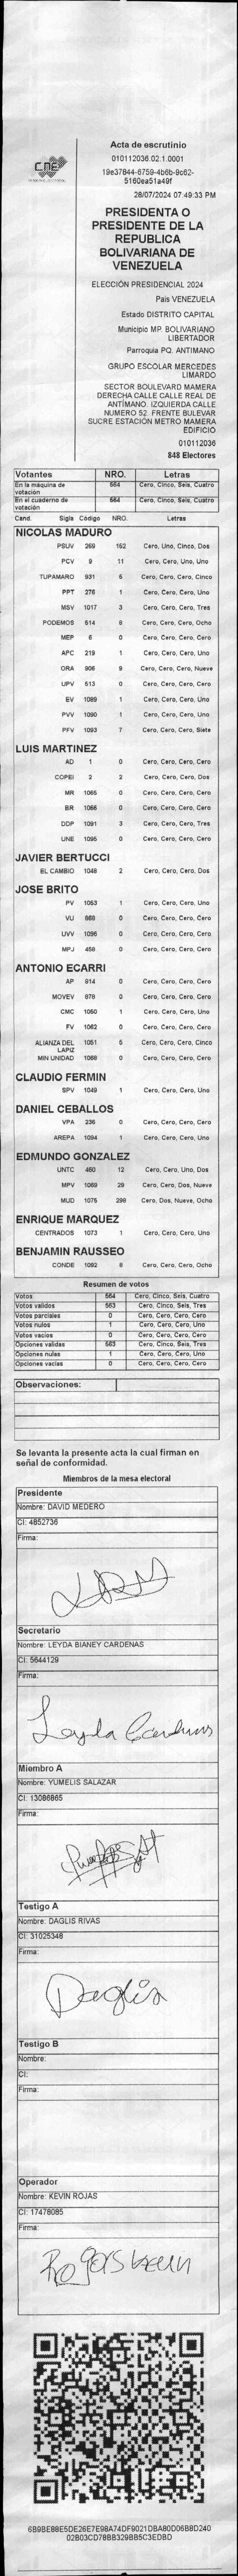 CNE
Acta de escrutinio
010112036.02.1.0001
19e37844-6759-4b6b-9c62-
5160ea51a49f
28/07/2024 07:49:33 PM
PRESIDENTA O
PRESIDENTE DE LA
REPUBLICA
BOLIVARIANA DE
VENEZUELA
ELECCIÓN PRESIDENCIAL 2024
País VENEZUELA
Estado DISTRITO CAPITAL
Municipio MP. BOLIVARIANO
LIBERTADOR
Parroquia PQ. ANTIMANO
GRUPO ESCOLAR MERCEDES
LIMARDO
SECTOR BOULEVARD MAMERA
DERECHA CALLE CALLE REAL DE
ANTÍMANO. IZQUIERDA CALLE
NUMERO 52. FRENTE BULEVAR
SUCRE ESTACIÓN METRO MAMERA
EDIFICIO
010112036
848 Electores
Votantes NRO. Letras
En la máquina de votación 564 Cero, Cinco, Seis, Cuatro
En el cuaderno de votación 564 Cero, Cinco, Seis, Cuatro
Cand. Sigla Código NRO. Letras
NICOLAS MADURO
PSUV 269 152 Cero, Uno, Cinco, Dos
PCV 9 11 Cero, Cero, Uno, Uno
TUPAMARO 931 5 Cero, Cero, Cero, Cinco
PPT 276 1 Cero, Cero, Cero, Uno
MSV 1017 3 Cero, Cero, Cero, Tres
PODEMOS 514 8 Cero, Cero, Cero, Ocho
MEP 6 0 Cero, Cero, Cero, Cero
APC 219 1 Cero, Cero, Cero, Uno
ORA 906 9 Cero, Cero, Cero, Nueve
UPV 513 0 Cero, Cero, Cero, Cero
EV 1089 1 Cero, Cero, Cero, Uno
PVV 1090 1 Cero, Cero, Cero, Uno
PFV 1093 7 Cero, Cero, Cero, Siete
LUIS MARTINEZ
AD 1 0 Cero, Cero, Cero, Cero
COPEI 2 2 Cero, Cero, Cero, Dos
MR 1065 0 Cero, Cero, Cero, Cero
BR 1066 0 Cero, Cero, Cero, Cero
DDP 1091 3 Cero, Cero, Cero, Tres
UNE 1095 0 Cero, Cero, Cero, Cero
JAVIER BERTUCCI
EL CAMBIO 1048 2 Cero, Cero, Cero, Dos
JOSE BRITO
PV 1053 1 Cero, Cero, Cero, Uno
VU 868 0 Cero, Cero, Cero, Cero
UVV 1096 0 Cero, Cero, Cero, Cero
MPJ 458 0 Cero, Cero, Cero, Cero
ANTONIO ECARRI
AP 914 0 Cero, Cero, Cero, Cero
MOVEV 878 0 Cero, Cero, Cero, Cero
CMC 1050 1 Cero, Cero, Cero, Uno
FV 1062 0 Cero, Cero, Cero, Cero
ALIANZA DEL LAPIZ 1051 5 Cero, Cero, Cero, Cinco
MIN UNIDAD 1068 0 Cero, Cero, Cero, Cero
CLAUDIO FERMIN
SPV 1049 1 Cero, Cero, Cero, Uno
DANIEL CEBALLOS
VPA 236 0 Cero, Cero, Cero, Cero
AREPA 1094 1 Cero, Cero, Cero, Uno
EDMUNDO GONZALEZ
UNTC 460 12 Cero, Cero, Uno, Dos
MPV 1069 29 Cero, Cero, Dos, Nueve
MUD 1075 298 Cero, Dos, Nueve, Ocho
ENRIQUE MARQUEZ
CENTRADOS 1073 1 Cero, Cero, Cero, Uno
BENJAMIN RAUSSEO
CONDE 1092 8 Cero, Cero, Cero, Ocho
Resumen de votos
Votos 564 Cero, Cinco, Seis, Cuatro
Votos validos 563 Cero, Cinco, Seis, Tres
Votos parciales 0 Cero, Cero, Cero, Cero
Votos nulos 1 Cero, Cero, Cero, Uno
Votos vacios 0 Cero, Cero, Cero, Cero
Opciones validas 563 Cero, Cinco, Seis, Tres
Opciones nulas 1 Cero, Cero, Cero, Uno
Opciones vacías 0 Cero, Cero, Cero, Cero
Observaciones:
Se levanta la presente acta la cual firman en
señal de conformidad.
Miembros de la mesa electoral
Presidente
Nombre: DAVID MEDERO
CI: 4852736
Firma:
Secretario
Nombre: LEYDA BIANEY CARDENAS
CI: 5644129
Firma:
Leyda Cardenas
Miembro A
Nombre: YUMELIS SALAZAR
CI: 13086865
Firma:
Testigo A
Nombre: DAGLIS RIVAS
CI: 31025348
Firma:
Daglis
Testigo B
Nombre:
CI:
Firma:
Operador
Nombre: KEVIN ROJAS
CI: 17478085
Firma:
Rojas kevin
6B9BE88E5DE26E7E98A74DF9021DBA80D06B8D240
02B03CD78BB329BB5C3EDBD